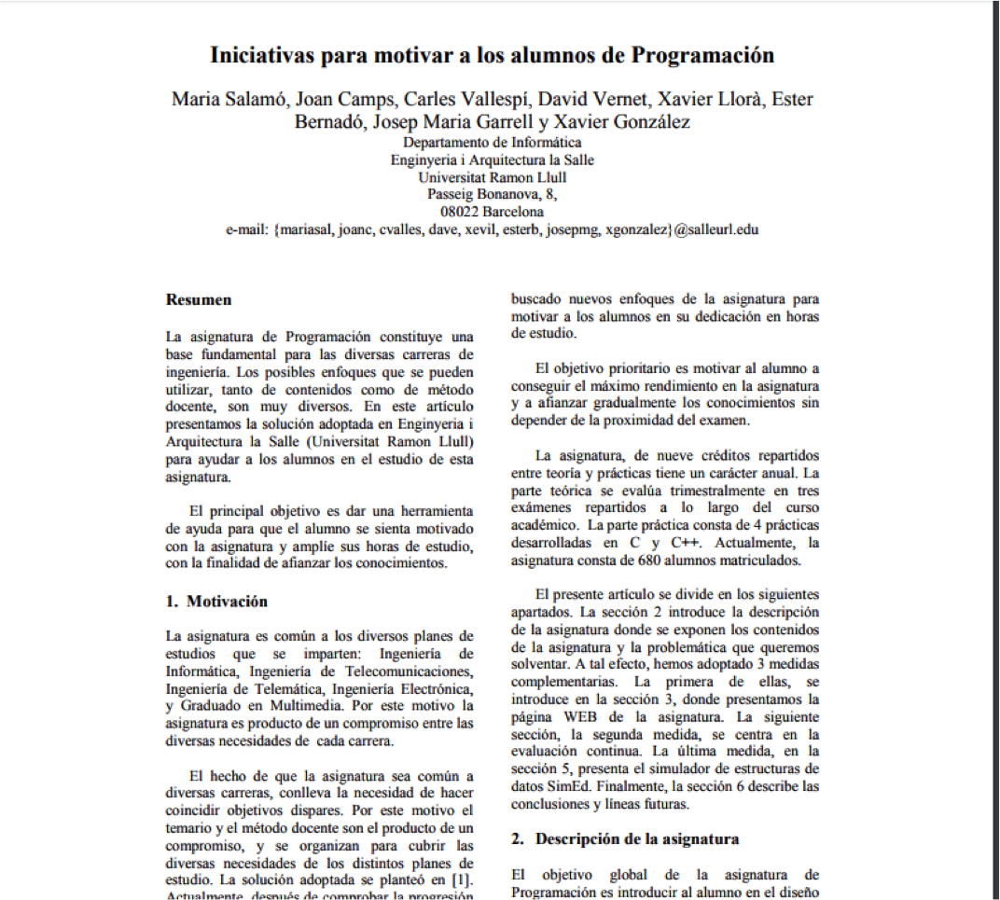 Iniciativas para motivar a los alumnos de Programación
Maria Salamó, Joan Camps, Carles Vallespí, David Vernet, Xavier Llorà, Ester
Bernadó, Josep Maria Garrell y Xavier González
Departamento de Informática
Enginyeria i Arquitectura la Salle
Universitat Ramon Llull
Passeig Bonanova, 8,
08022 Barcelona
e-mail: {mariasal, joanc, cvalles, dave, xevil, esterb, josepmg, xgonzalez}@salleurl.edu
Resumen
La asignatura de Programación constituye una
base fundamental para las diversas carreras de
ingeniería. Los posibles enfoques que se pueden
utilizar, tanto de contenidos como de método
docente, son muy diversos. En este artículo
presentamos la solución adoptada en Enginyeria i
Arquitectura la Salle (Universitat Ramon Llull)
para ayudar a los alumnos en el estudio de esta
asignatura.
El principal objetivo es dar una herramienta
de ayuda para que el alumno se sienta motivado
con la asignatura y amplíe sus horas de estudio,
con la finalidad de afianzar los conocimientos.
1. Motivación
La asignatura es común a los diversos planes de
estudios que se imparten: Ingeniería de
Informática, Ingeniería de Telecomunicaciones,
Ingeniería de Telemática, Ingeniería Electrónica,
y Graduado en Multimedia. Por este motivo la
asignatura es producto de un compromiso entre las
diversas necesidades de cada carrera.
El hecho de que la asignatura sea común a
diversas carreras, conlleva la necesidad de hacer
coincidir objetivos dispares. Por este motivo el
temario y el método docente son el producto de un
compromiso, y se organizan para cubrir las
diversas necesidades de los distintos planes de
estudio. La solución adoptada se planteó en [1].
Actualmente, después de comprobar la progresión
buscado nuevos enfoques de la asignatura para
motivar a los alumnos en su dedicación en horas
de estudio.
El objetivo prioritario es motivar al alumno a
conseguir el máximo rendimiento en la asignatura
y a afianzar gradualmente los conocimientos sin
depender de la proximidad del examen.
La asignatura, de nueve créditos repartidos
entre teoría y prácticas tiene un carácter anual. La
parte teórica se evalúa trimestralmente en tres
exámenes repartidos a lo largo del curso
académico. La parte práctica consta de 4 prácticas
desarrolladas en C y C++. Actualmente, la
asignatura consta de 680 alumnos matriculados.
El presente artículo se divide en los siguientes
apartados. La sección 2 introduce la descripción
de la asignatura donde se exponen los contenidos
de la asignatura y la problemática que queremos
solventar. A tal efecto, hemos adoptado 3 medidas
complementarias. La primera de ellas, se
introduce en la sección 3, donde presentamos la
página WEB de la asignatura. La siguiente
sección, la segunda medida, se centra en la
evaluación continua. La última medida, en la
sección 5, presenta el simulador de estructuras de
datos SimEd. Finalmente, la sección 6 describe las
conclusiones y líneas futuras.
2. Descripción de la asignatura
El objetivo global de la asignatura de
Programación es introducir al alumno en el diseño